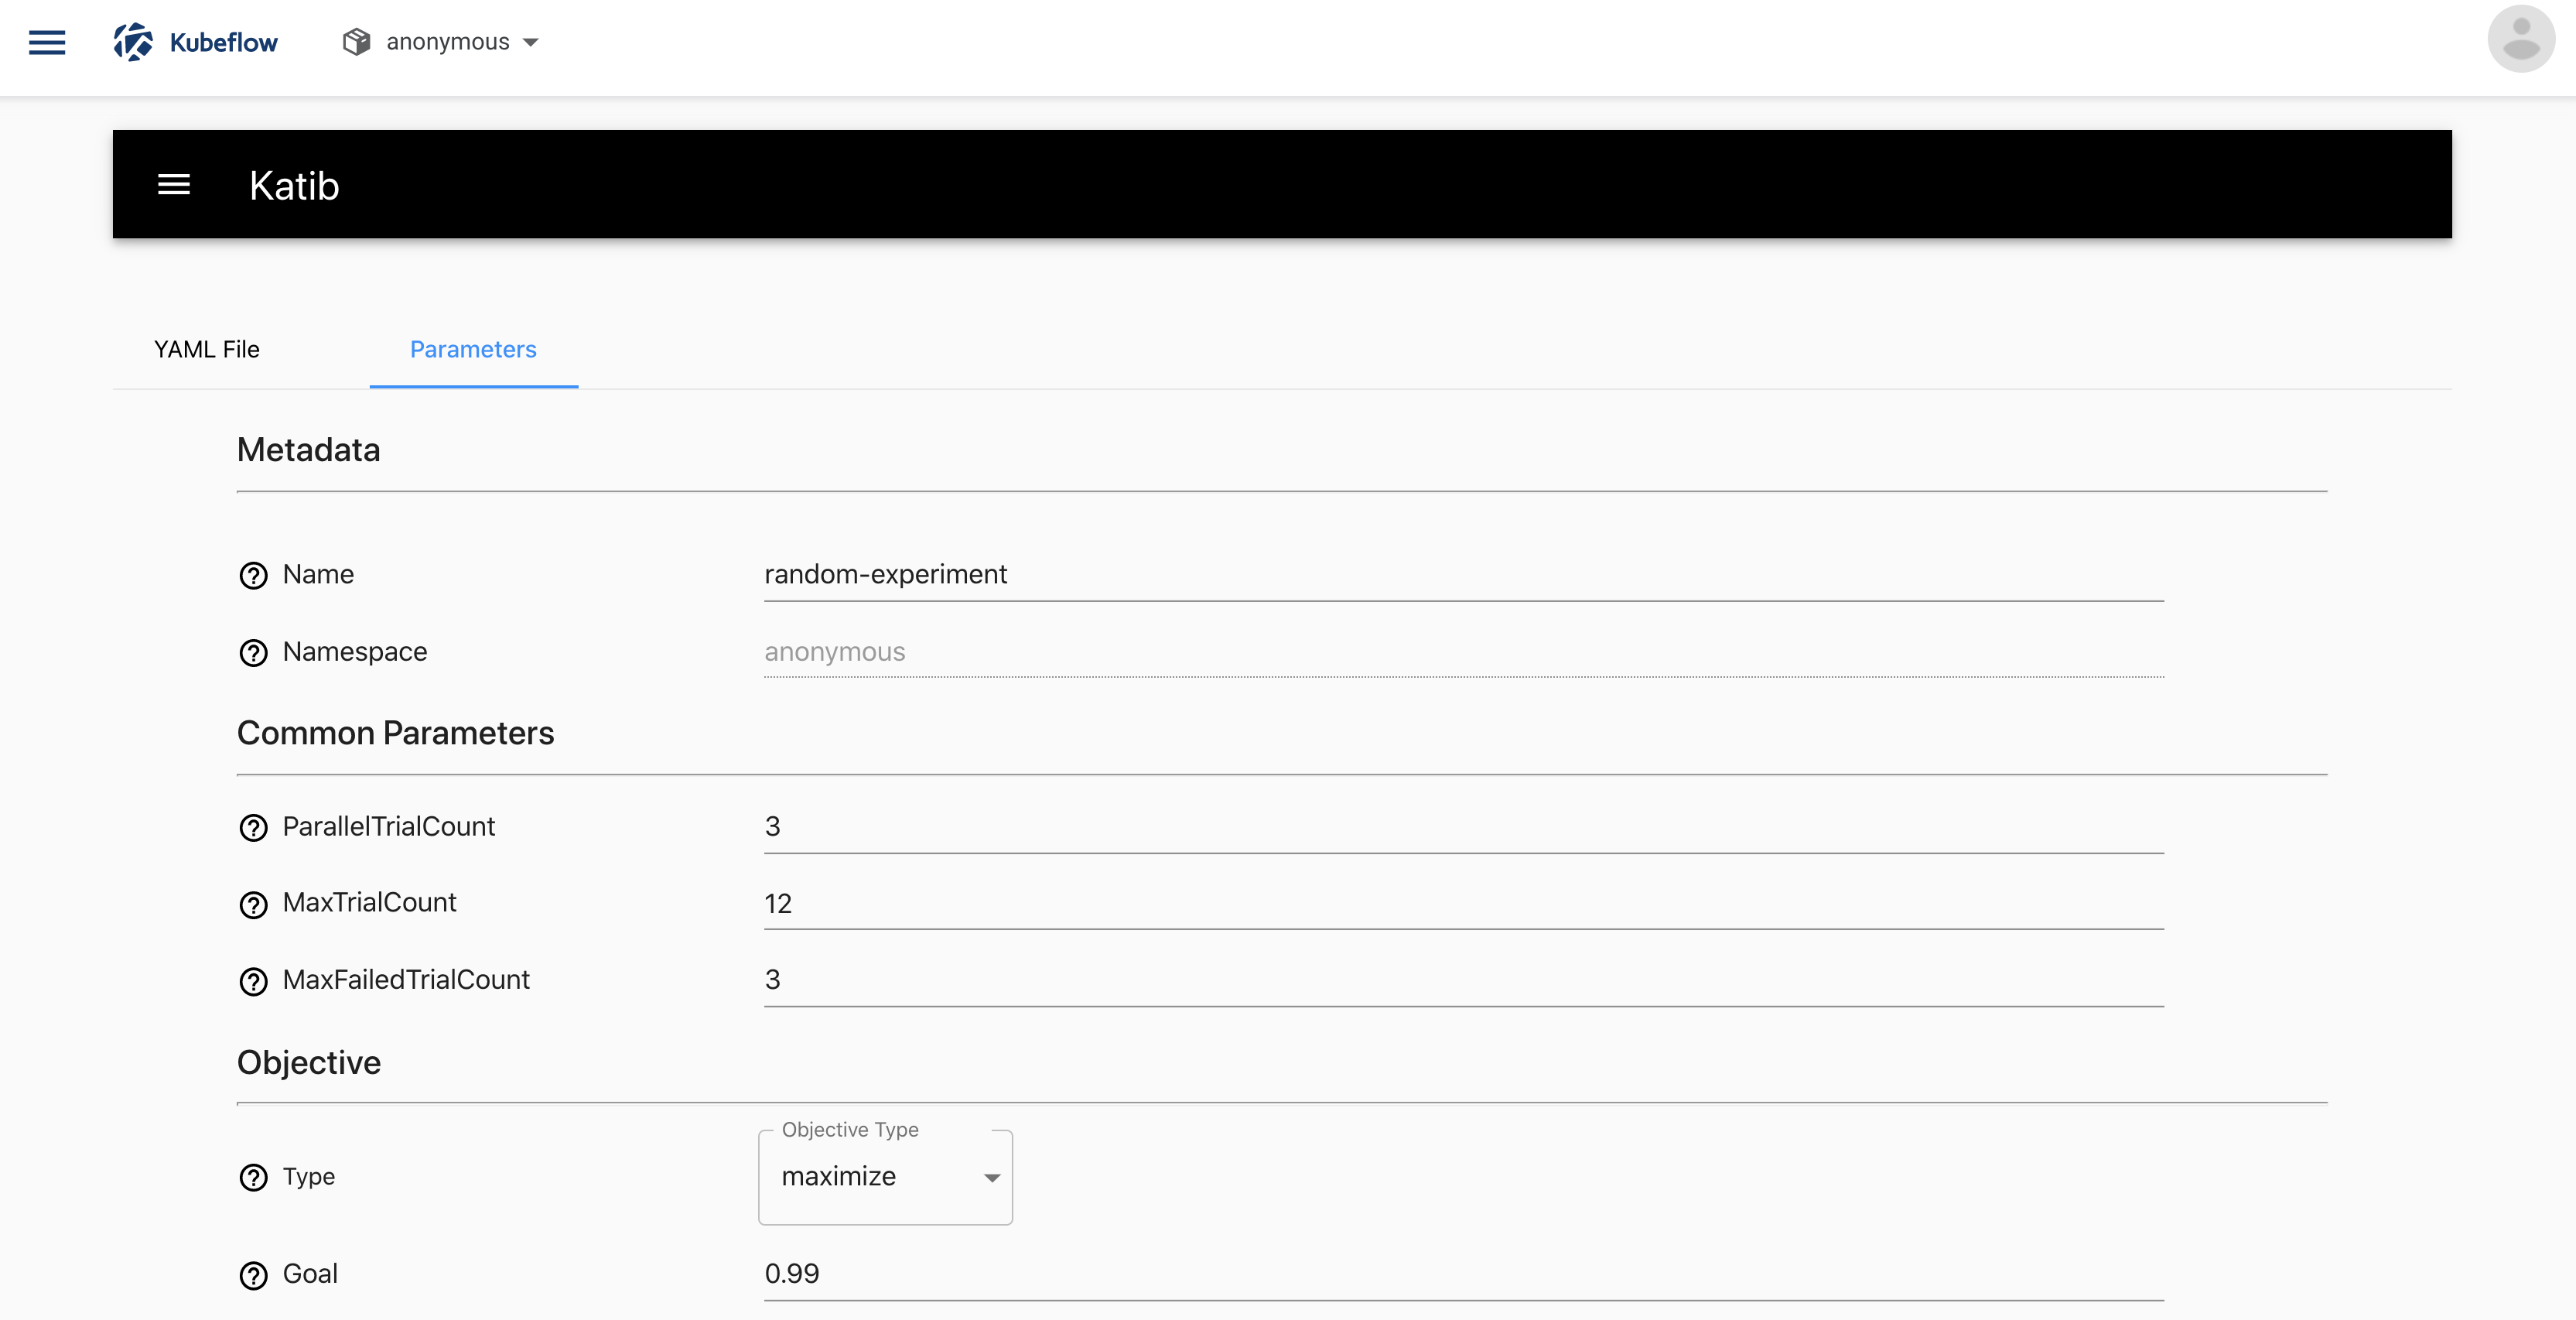 Kubeflow anonymous
Katib
YAML File Parameters
Metadata
Name random-experiment
Namespace anonymous
Common Parameters
ParallelTrialCount 3
MaxTrialCount 12
MaxFailedTrialCount 3
Objective
Objective Type
Type maximize
Goal 0.99